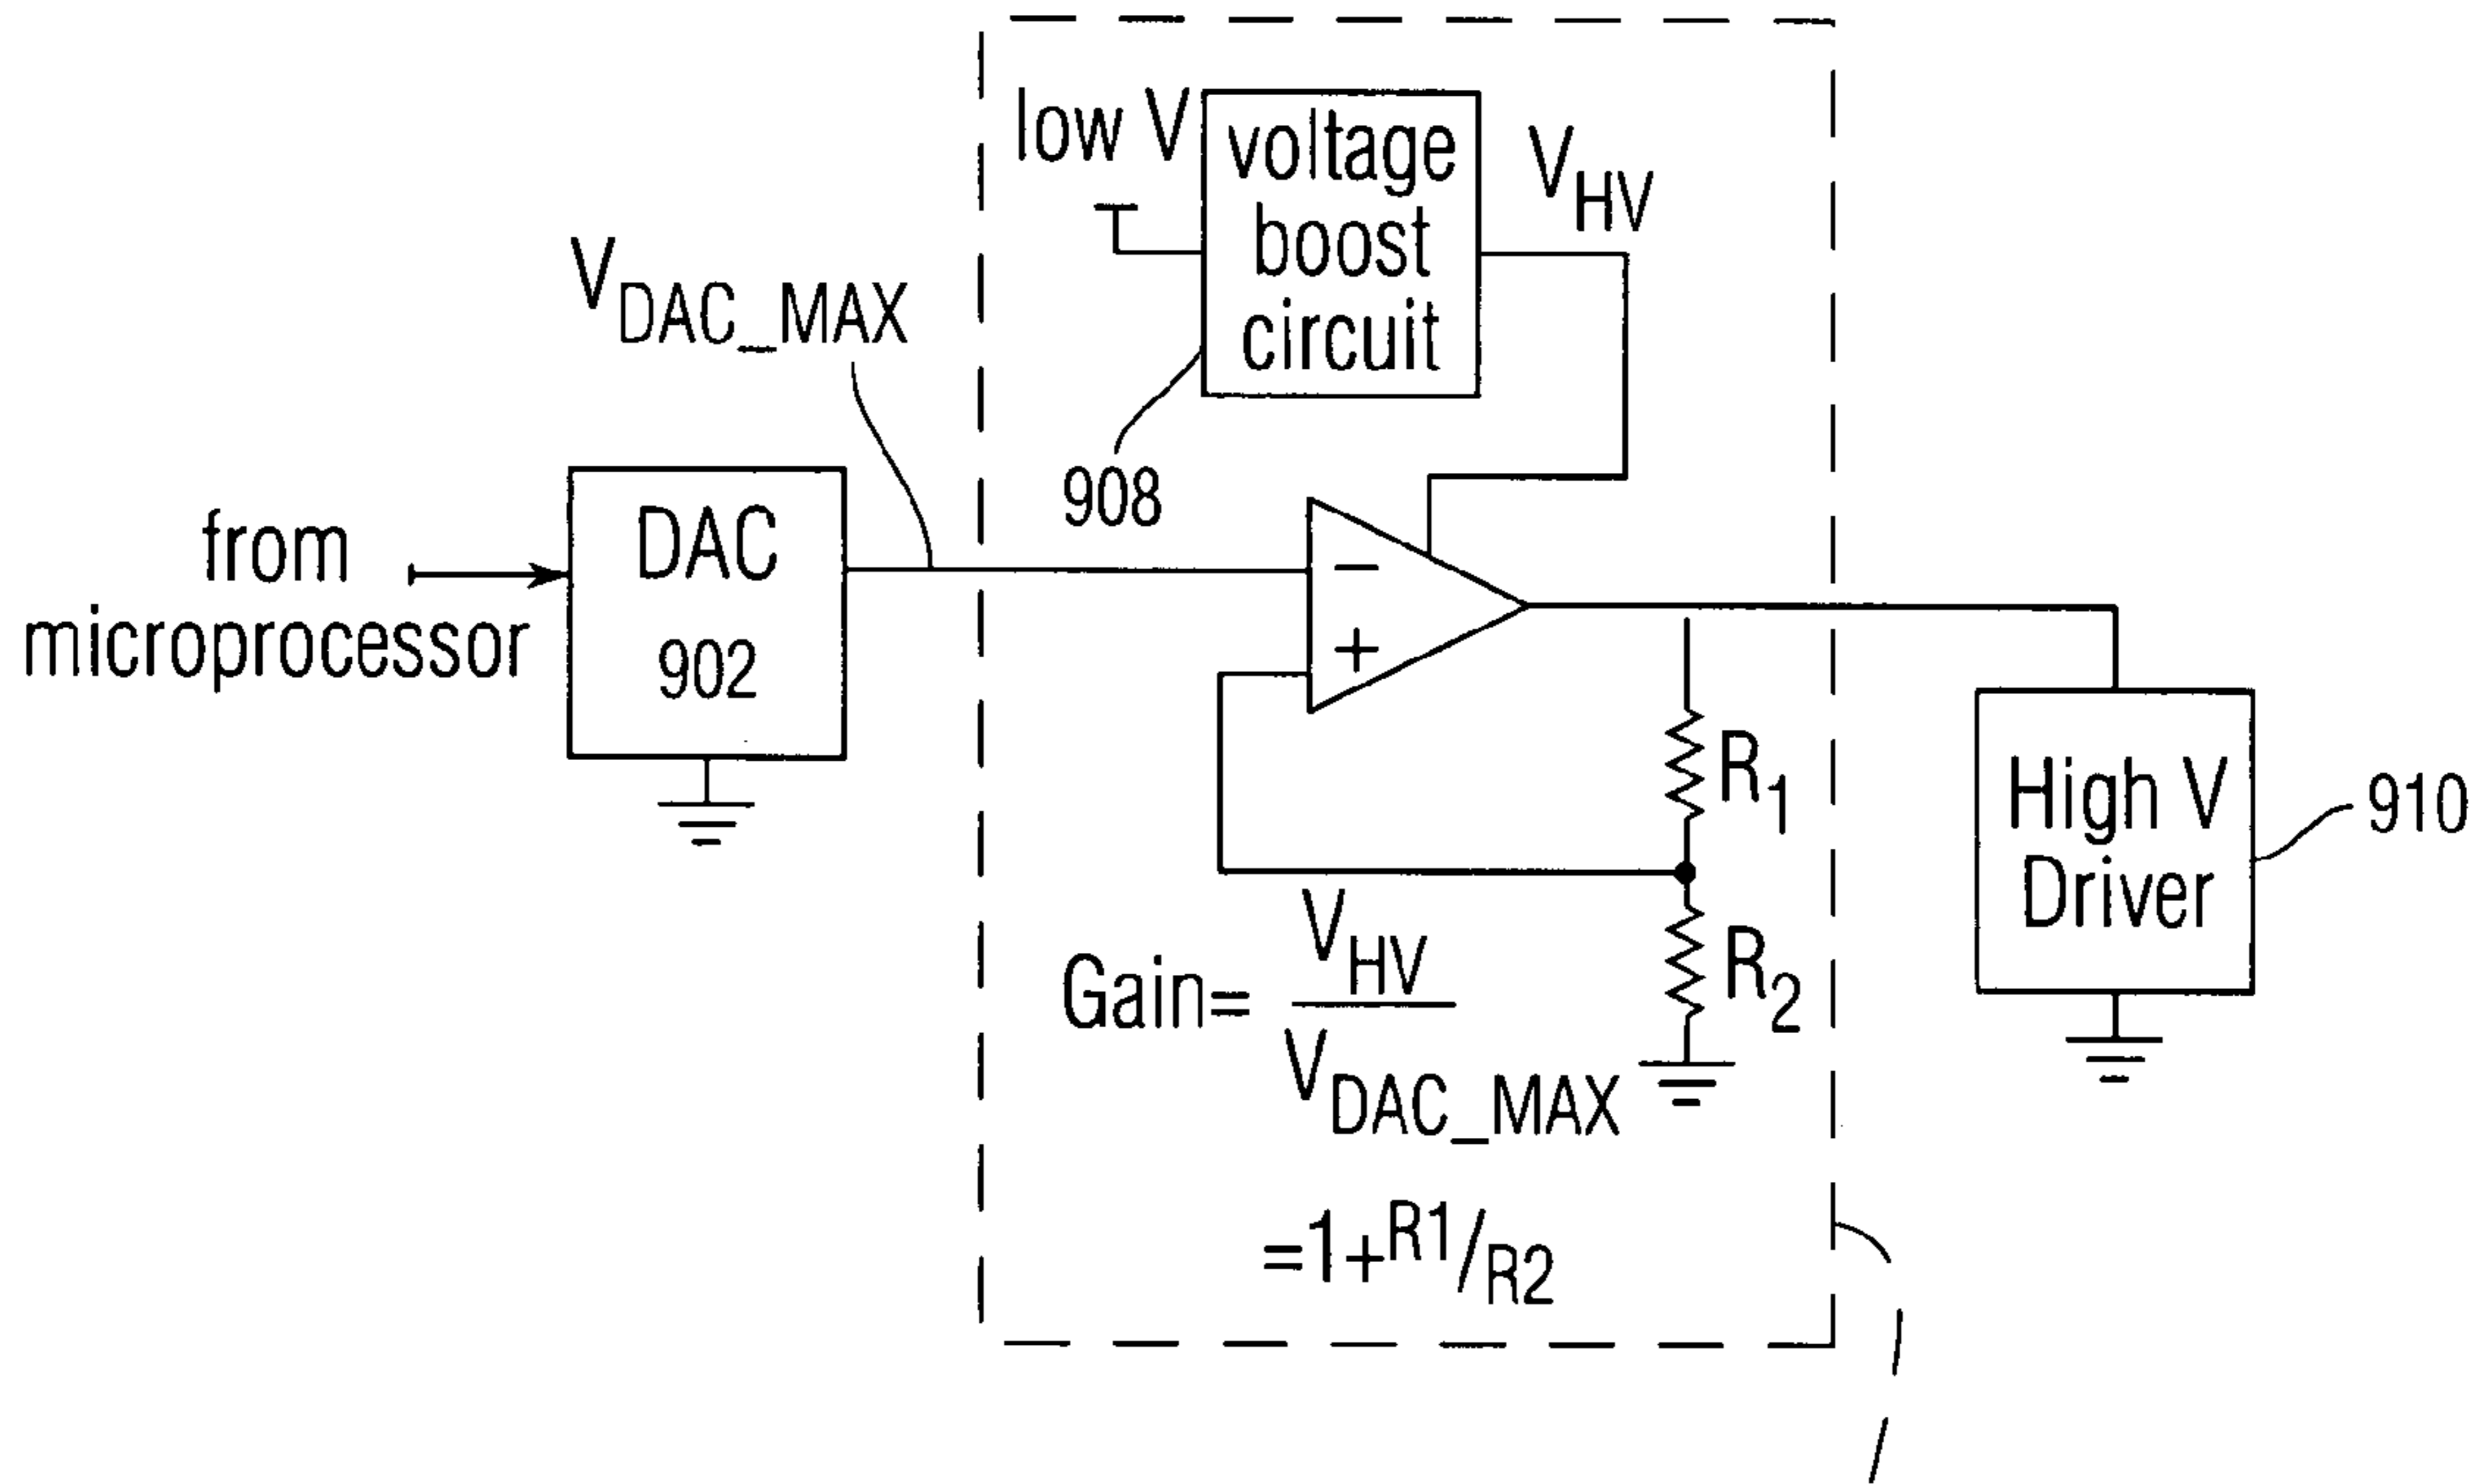 low V
voltage
boost
circuit
V_HV
V_DAC_MAX
908
from
microprocessor
DAC
902
−
+
R_1
R_2
High V
Driver
910
Gain= V_HV / V_DAC_MAX
=1+R1/R2